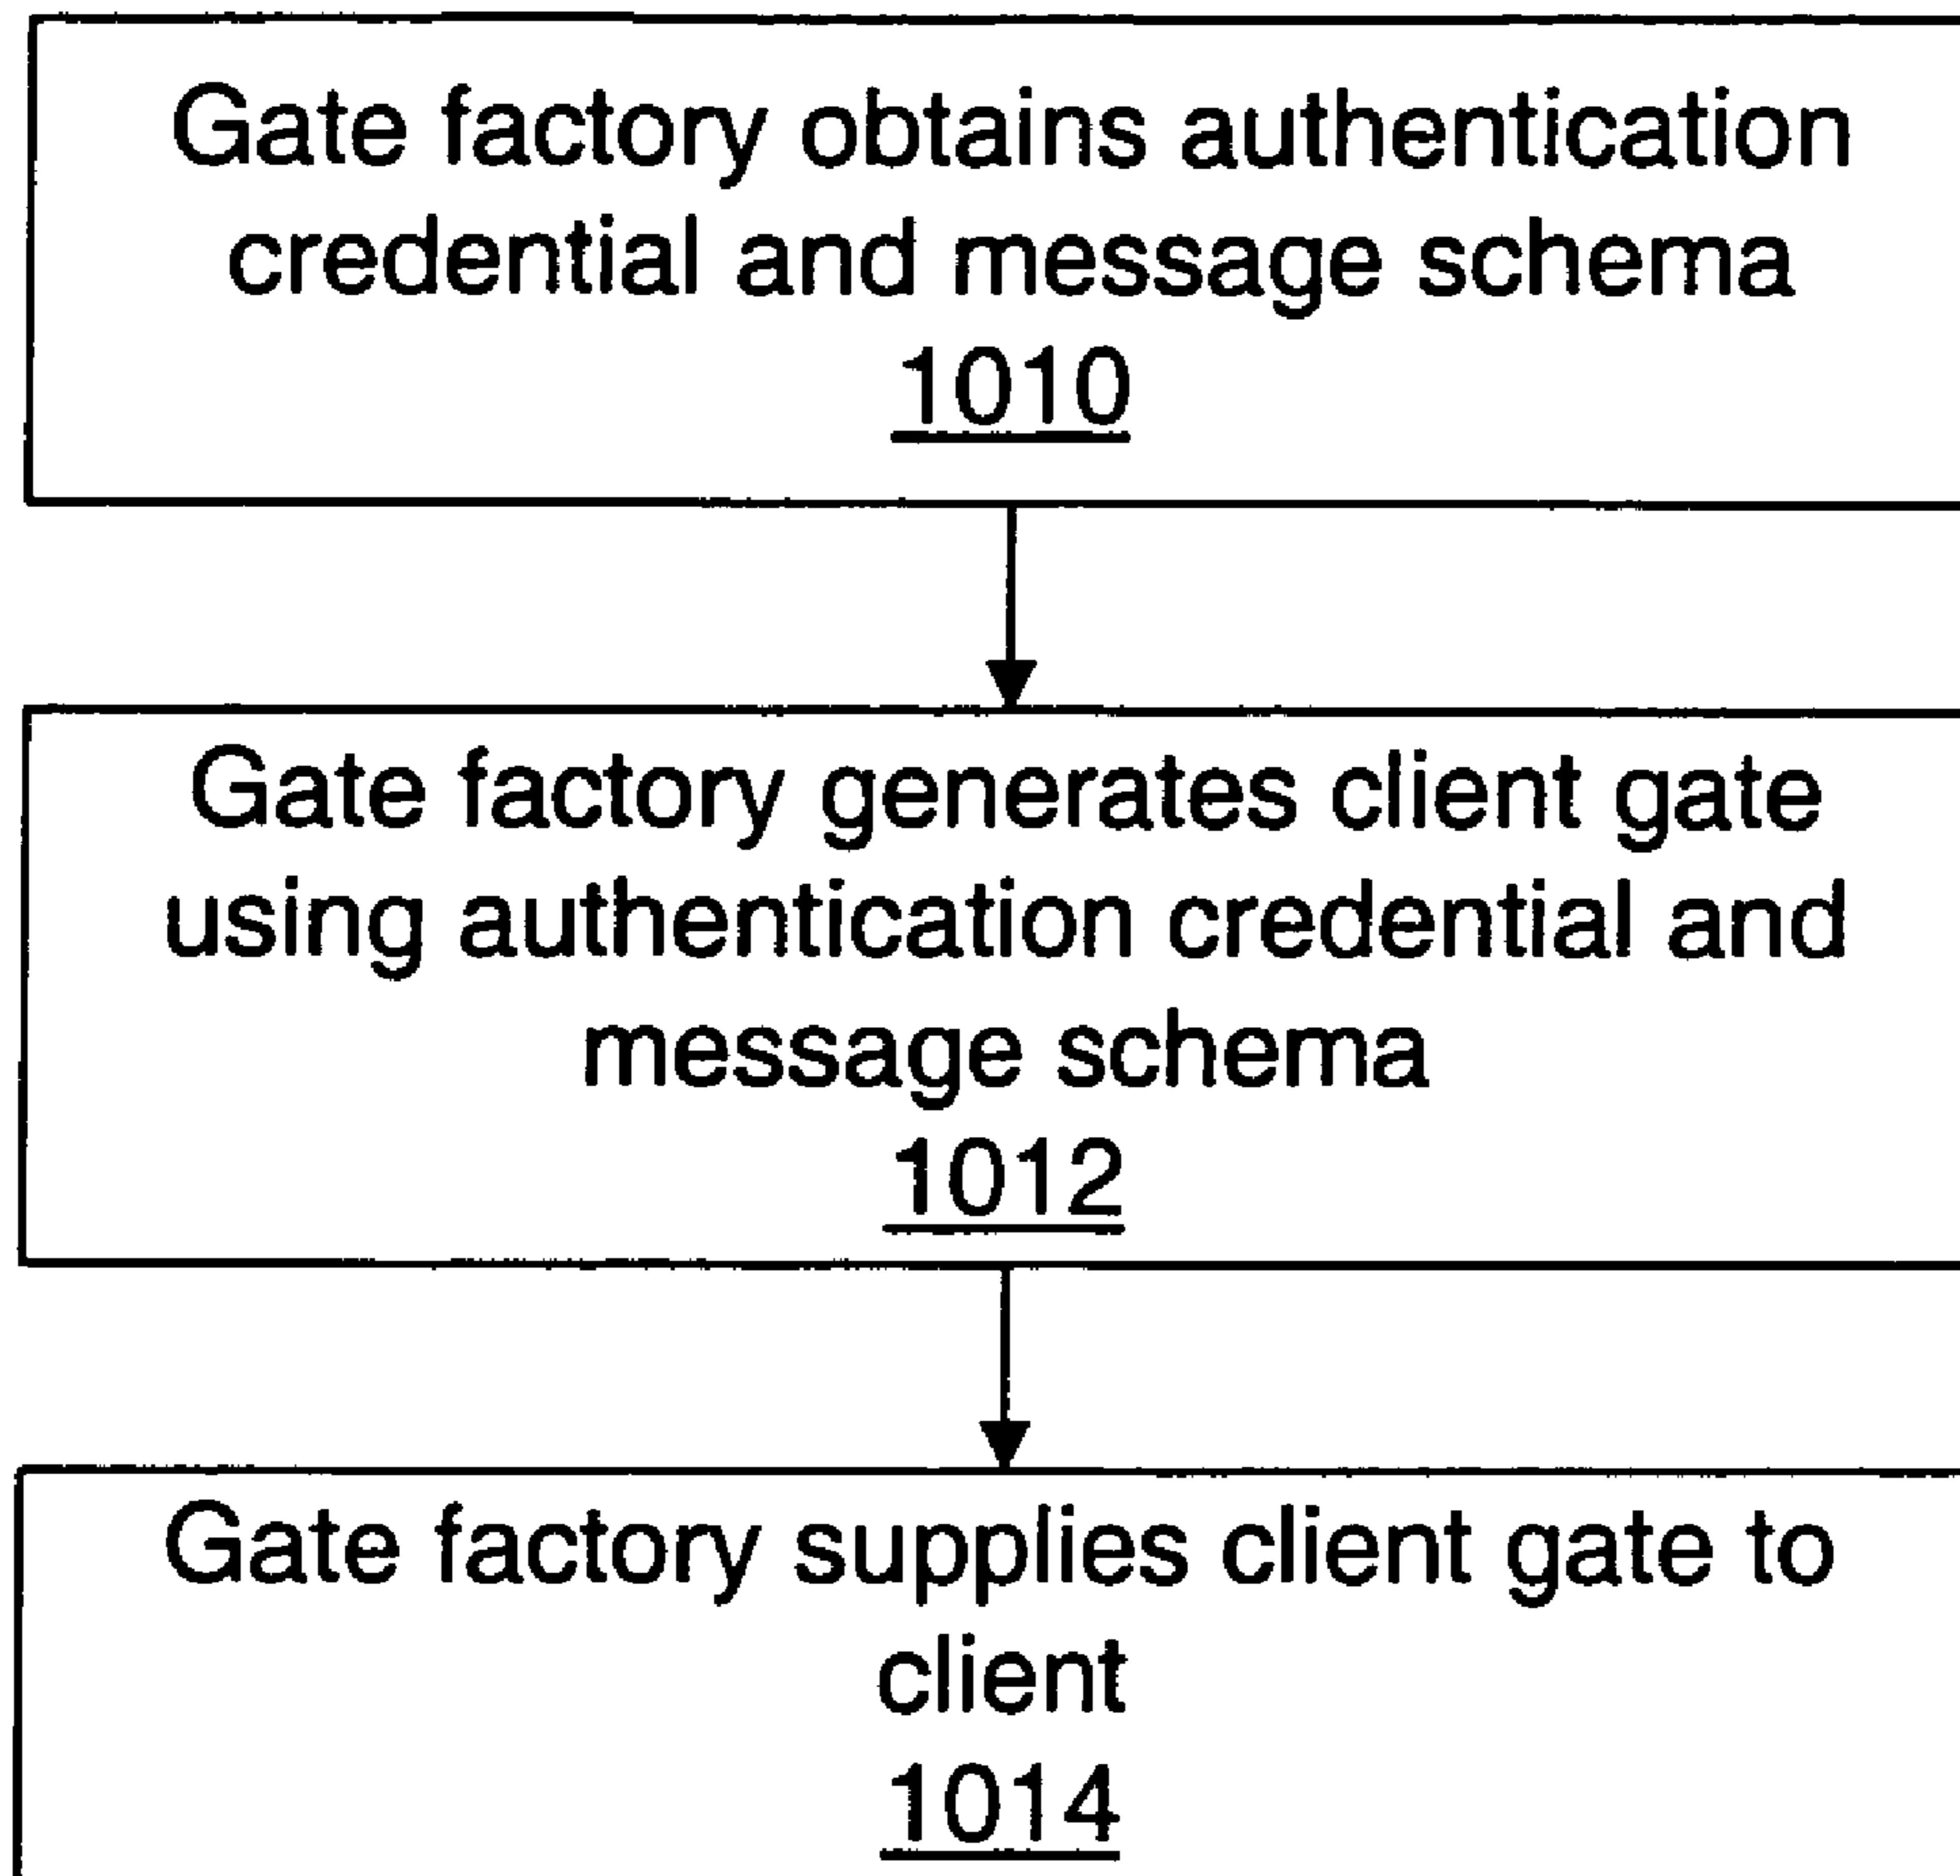 Gate factory obtains authentication
credential and message schema
1010
Gate factory generates client gate
using authentication credential and
message schema
1012
Gate factory supplies client gate to
client
1014